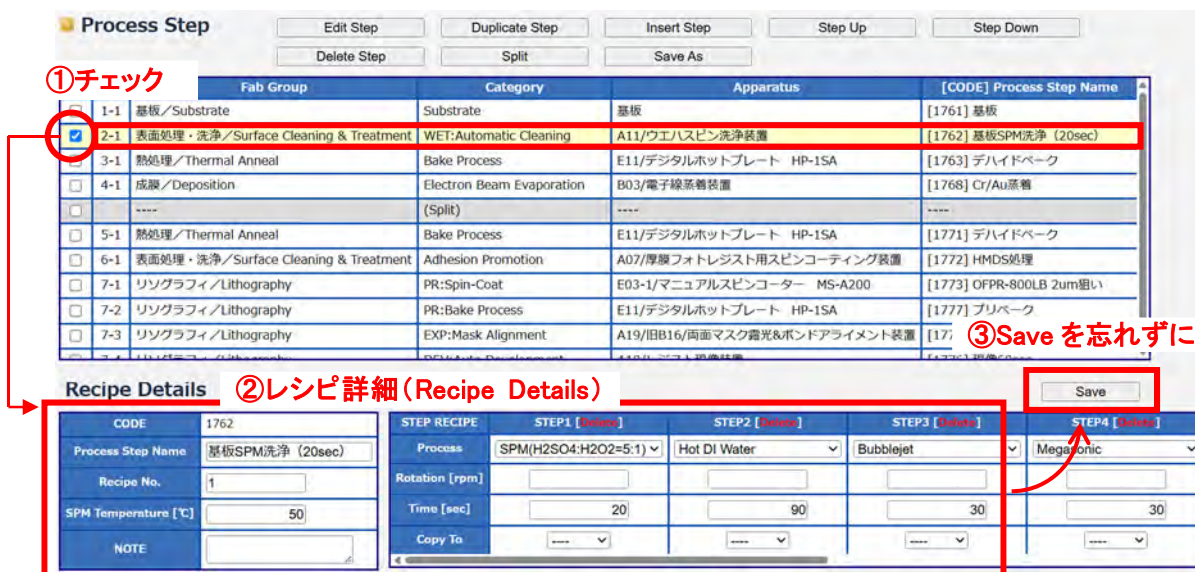 Process Step
Edit Step Duplicate Step Insert Step Step Up Step Down
Delete Step Split Save As
①チェック
Fab Group Category Apparatus [CODE] Process Step Name
1-1 基板／Substrate Substrate 基板 [1761] 基板
2-1 表面処理・洗浄／Surface Cleaning & Treatment WET:Automatic Cleaning A11/ウエハスピン洗浄装置 [1762] 基板SPM洗浄（20sec）
3-1 熱処理／Thermal Anneal Bake Process E11/デジタルホットプレート HP-1SA [1763] デハイドベーク
4-1 成膜／Deposition Electron Beam Evaporation B03/電子線蒸着装置 [1768] Cr/Au蒸着
---- (Split) ---- ----
5-1 熱処理／Thermal Anneal Bake Process E11/デジタルホットプレート HP-1SA [1771] デハイドベーク
6-1 表面処理・洗浄／Surface Cleaning & Treatment Adhesion Promotion A07/厚膜フォトレジスト用スピンコーティング装置 [1772] HMDS処理
7-1 リソグラフィ／Lithography PR:Spin-Coat E03-1/マニュアルスピンコーター MS-A200 [1773] OFPR-800LB 2um狙い
7-2 リソグラフィ／Lithography PR:Bake Process E11/デジタルホットプレート HP-1SA [1777] プリベーク
7-3 リソグラフィ／Lithography EXP:Mask Alignment A19/旧B16/両面マスク露光&ボンドアライメント装置
③Save を忘れずに
Recipe Details ②レシピ詳細（Recipe Details） Save
CODE 1762
Process Step Name 基板SPM洗浄（20sec）
Recipe No. 1
SPM Temperature [℃] 50
NOTE
STEP RECIPE STEP1 [Delete] STEP2 [Delete] STEP3 [Delete] STEP4 [Delete]
Process SPM(H2SO4:H2O2=5:1) Hot DI Water Bubblejet Megasonic
Rotation [rpm]
Time [sec] 20 90 30 30
Copy To ---- ---- ---- ----